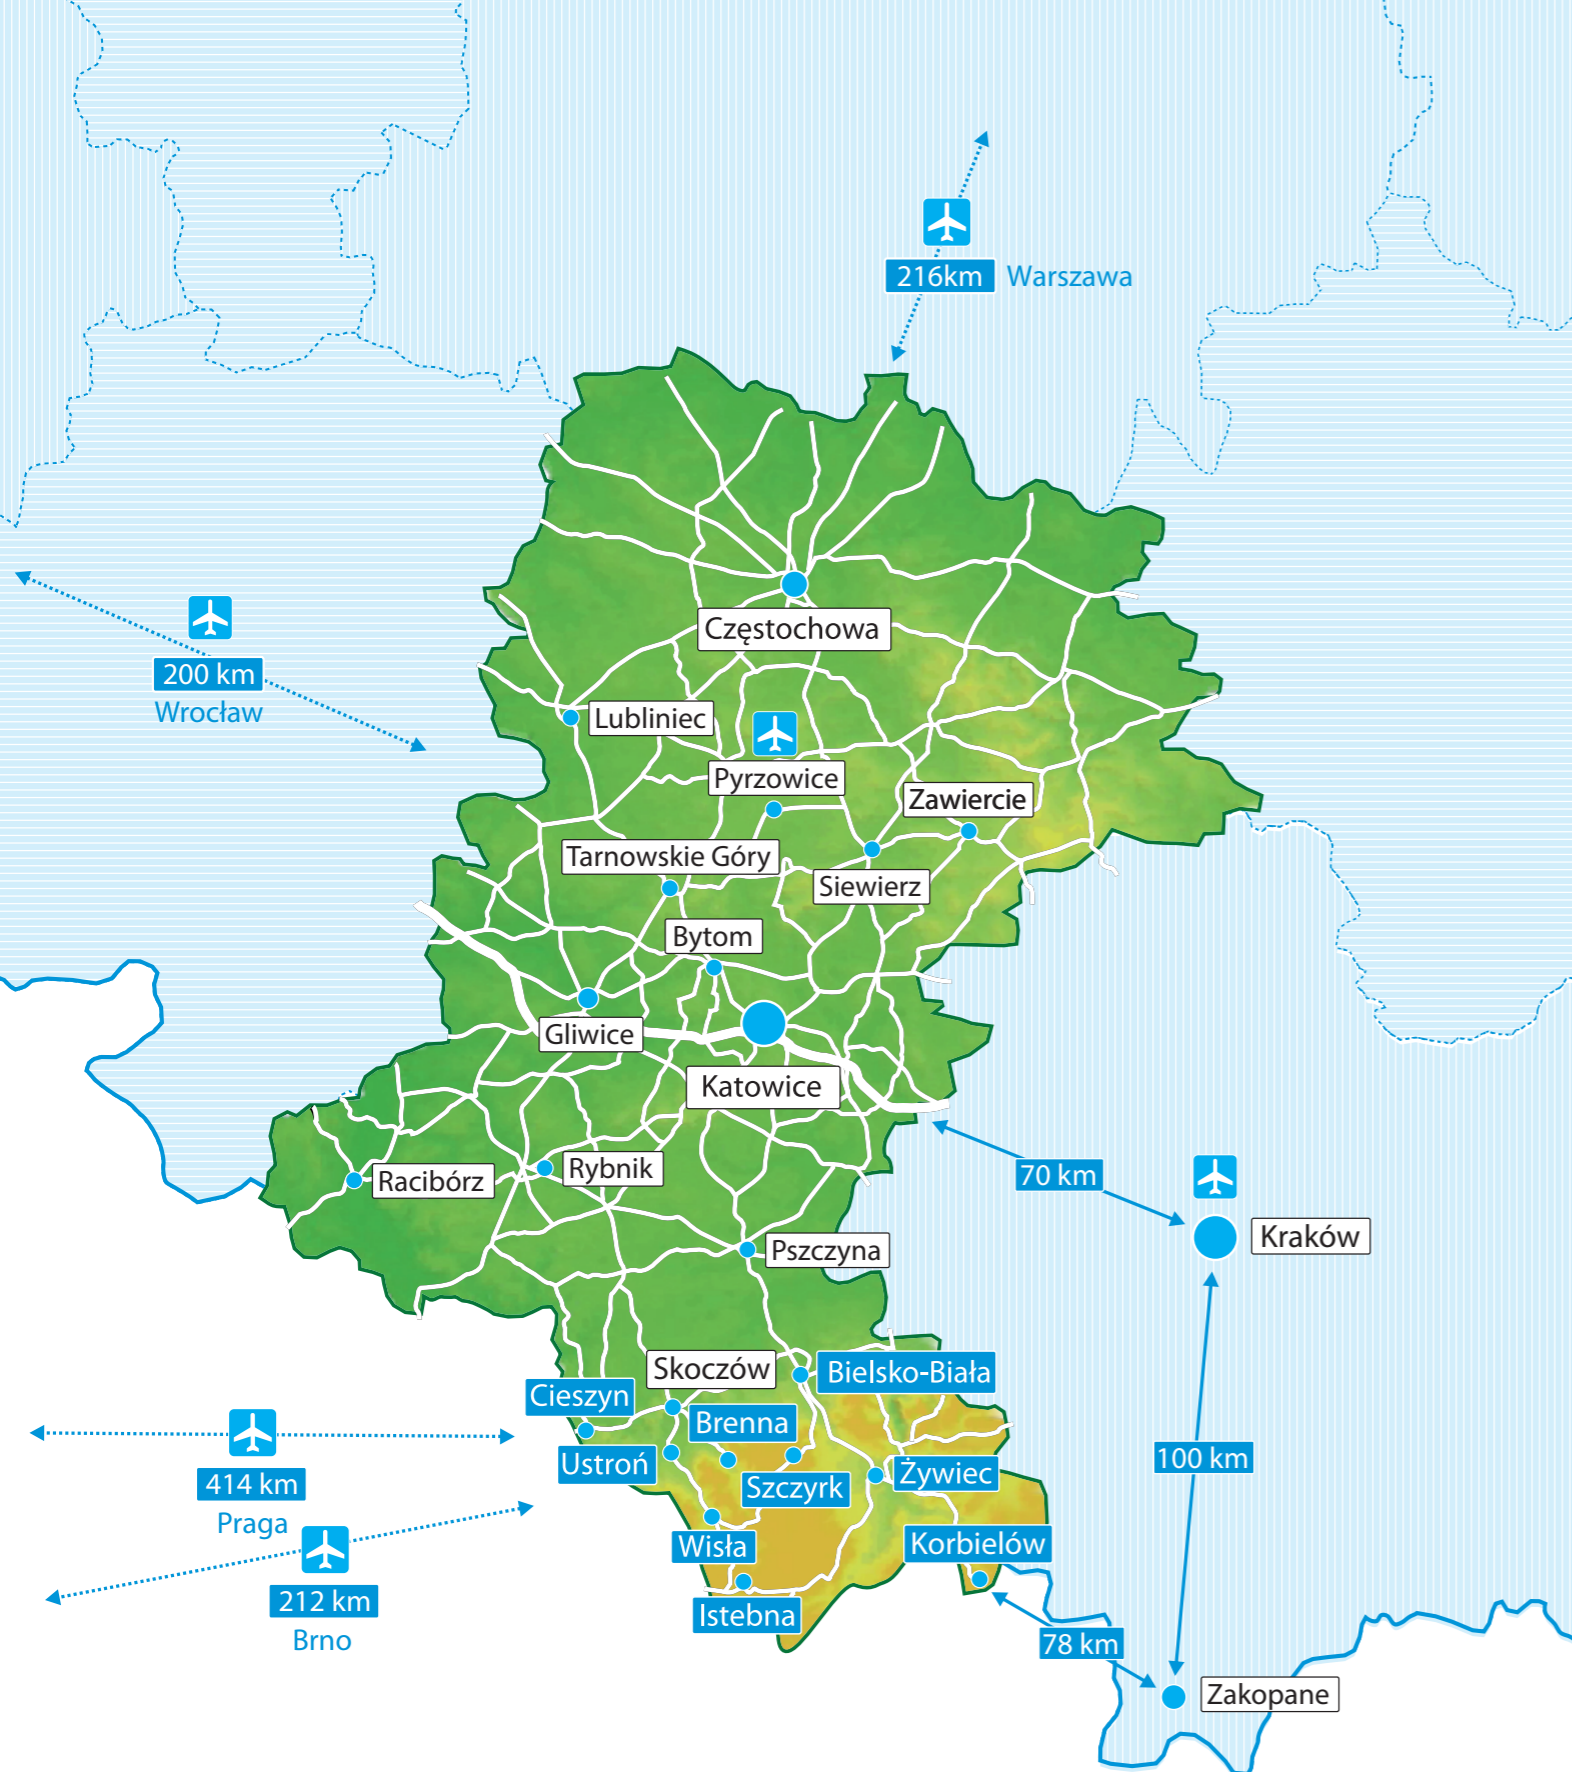 216km Warszawa
Częstochowa
200 km
Wrocław
Lubliniec
Pyrzowice
Zawiercie
Tarnowskie Góry
Siewierz
Bytom
Gliwice
Katowice
Rybnik
Racibórz
70 km
Kraków
Pszczyna
Skoczów
Bielsko-Biała
Cieszyn
Brenna
Ustroń
Szczyrk
Żywiec
100 km
414 km
Praga
Wisła
Korbielów
212 km
Brno
Istebna
78 km
Zakopane